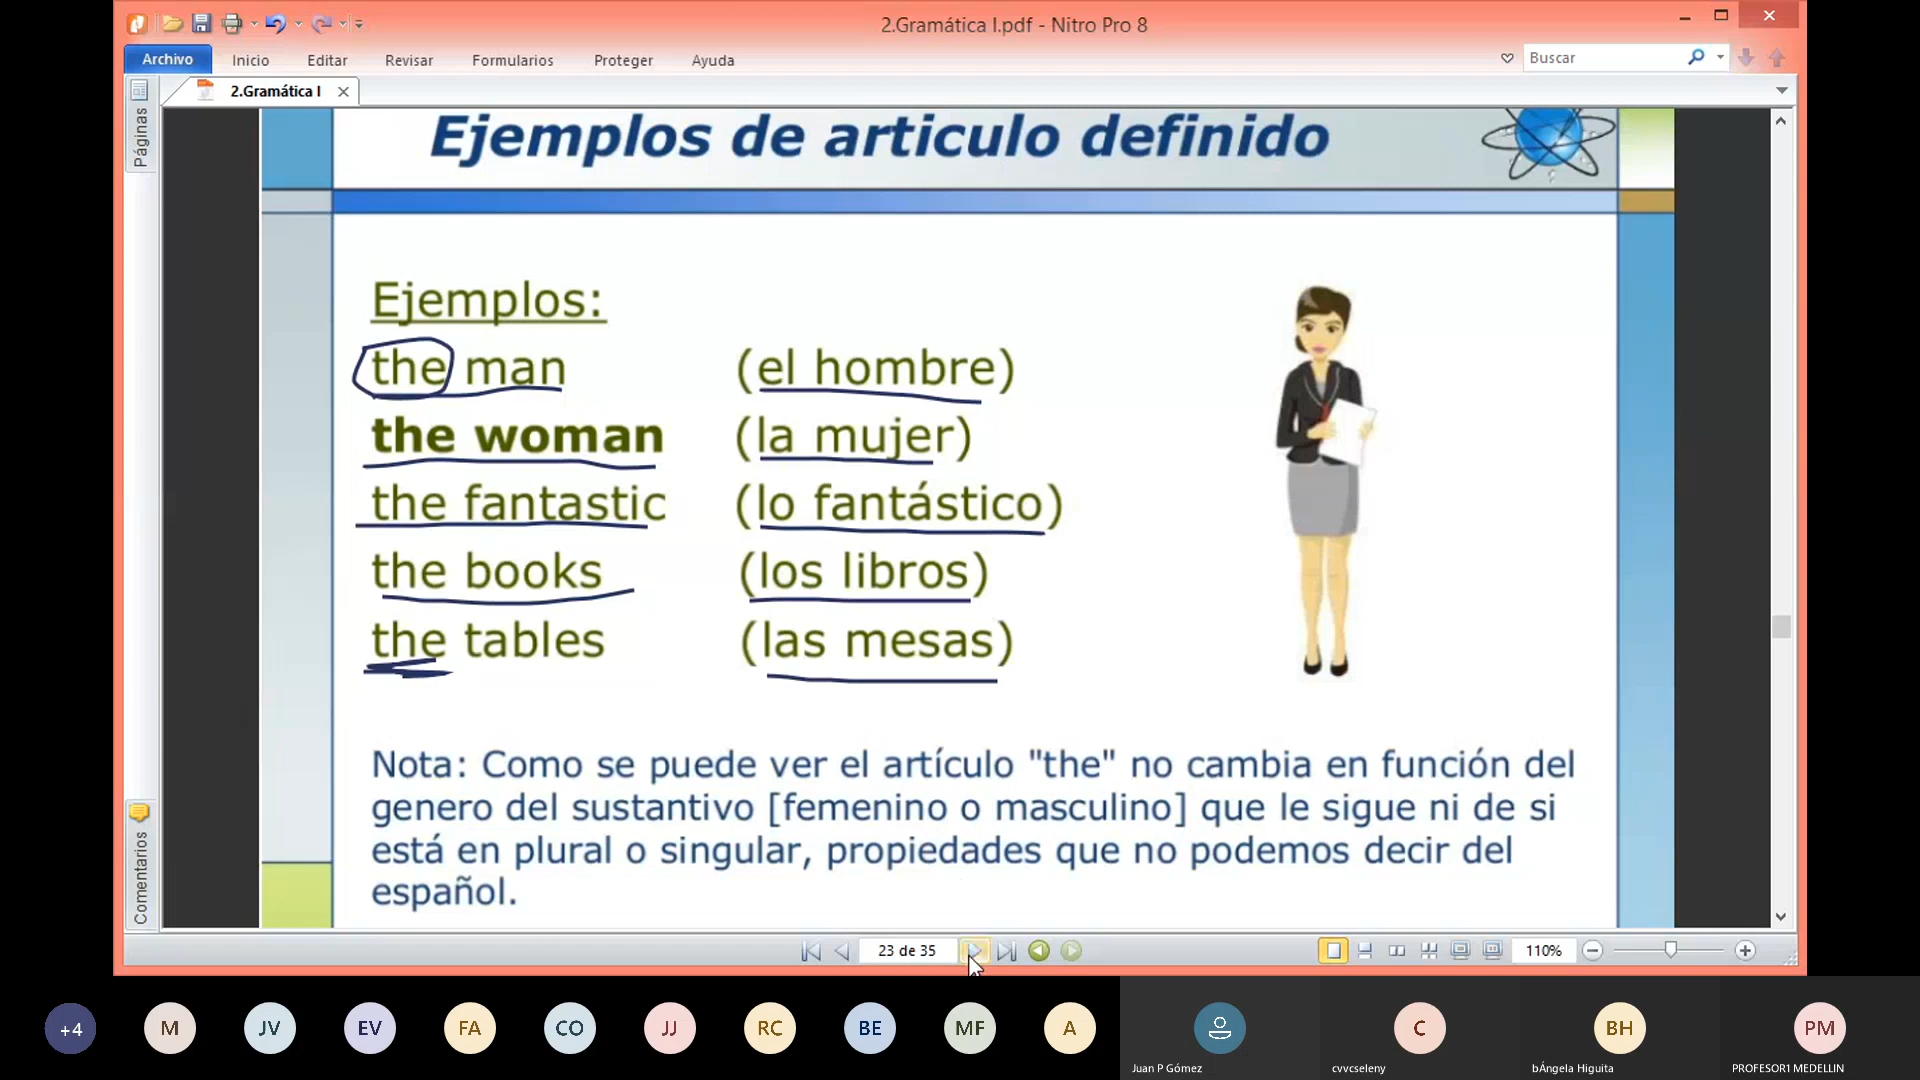 2.Gramática I.pdf - Nitro Pro 8
Archivo Inicio Editar Revisar Formularios Proteger Ayuda Buscar
2.Gramática I
Páginas
Ejemplos de articulo definido
Ejemplos:
the man (el hombre)
the woman (la mujer)
the fantastic (lo fantástico)
the books (los libros)
the tables (las mesas)
Nota: Como se puede ver el artículo "the" no cambia en función del
genero del sustantivo [femenino o masculino] que le sigue ni de si
está en plural o singular, propiedades que no podemos decir del
español.
Comentarios
23 de 35 110%
+4 M JV EV FA CO JJ RC BE MF A C BH PM
Juan P Gómez cvvcseleny bÁngela Higuita PROFESOR1 MEDELLIN